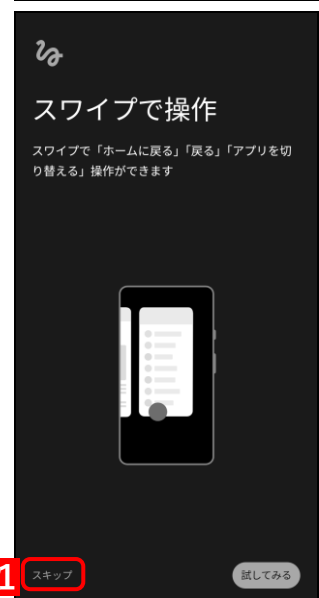 スワイプで操作
スワイプで「ホームに戻る」「戻る」「アプリを切
り替える」操作ができます
1
スキップ
試してみる